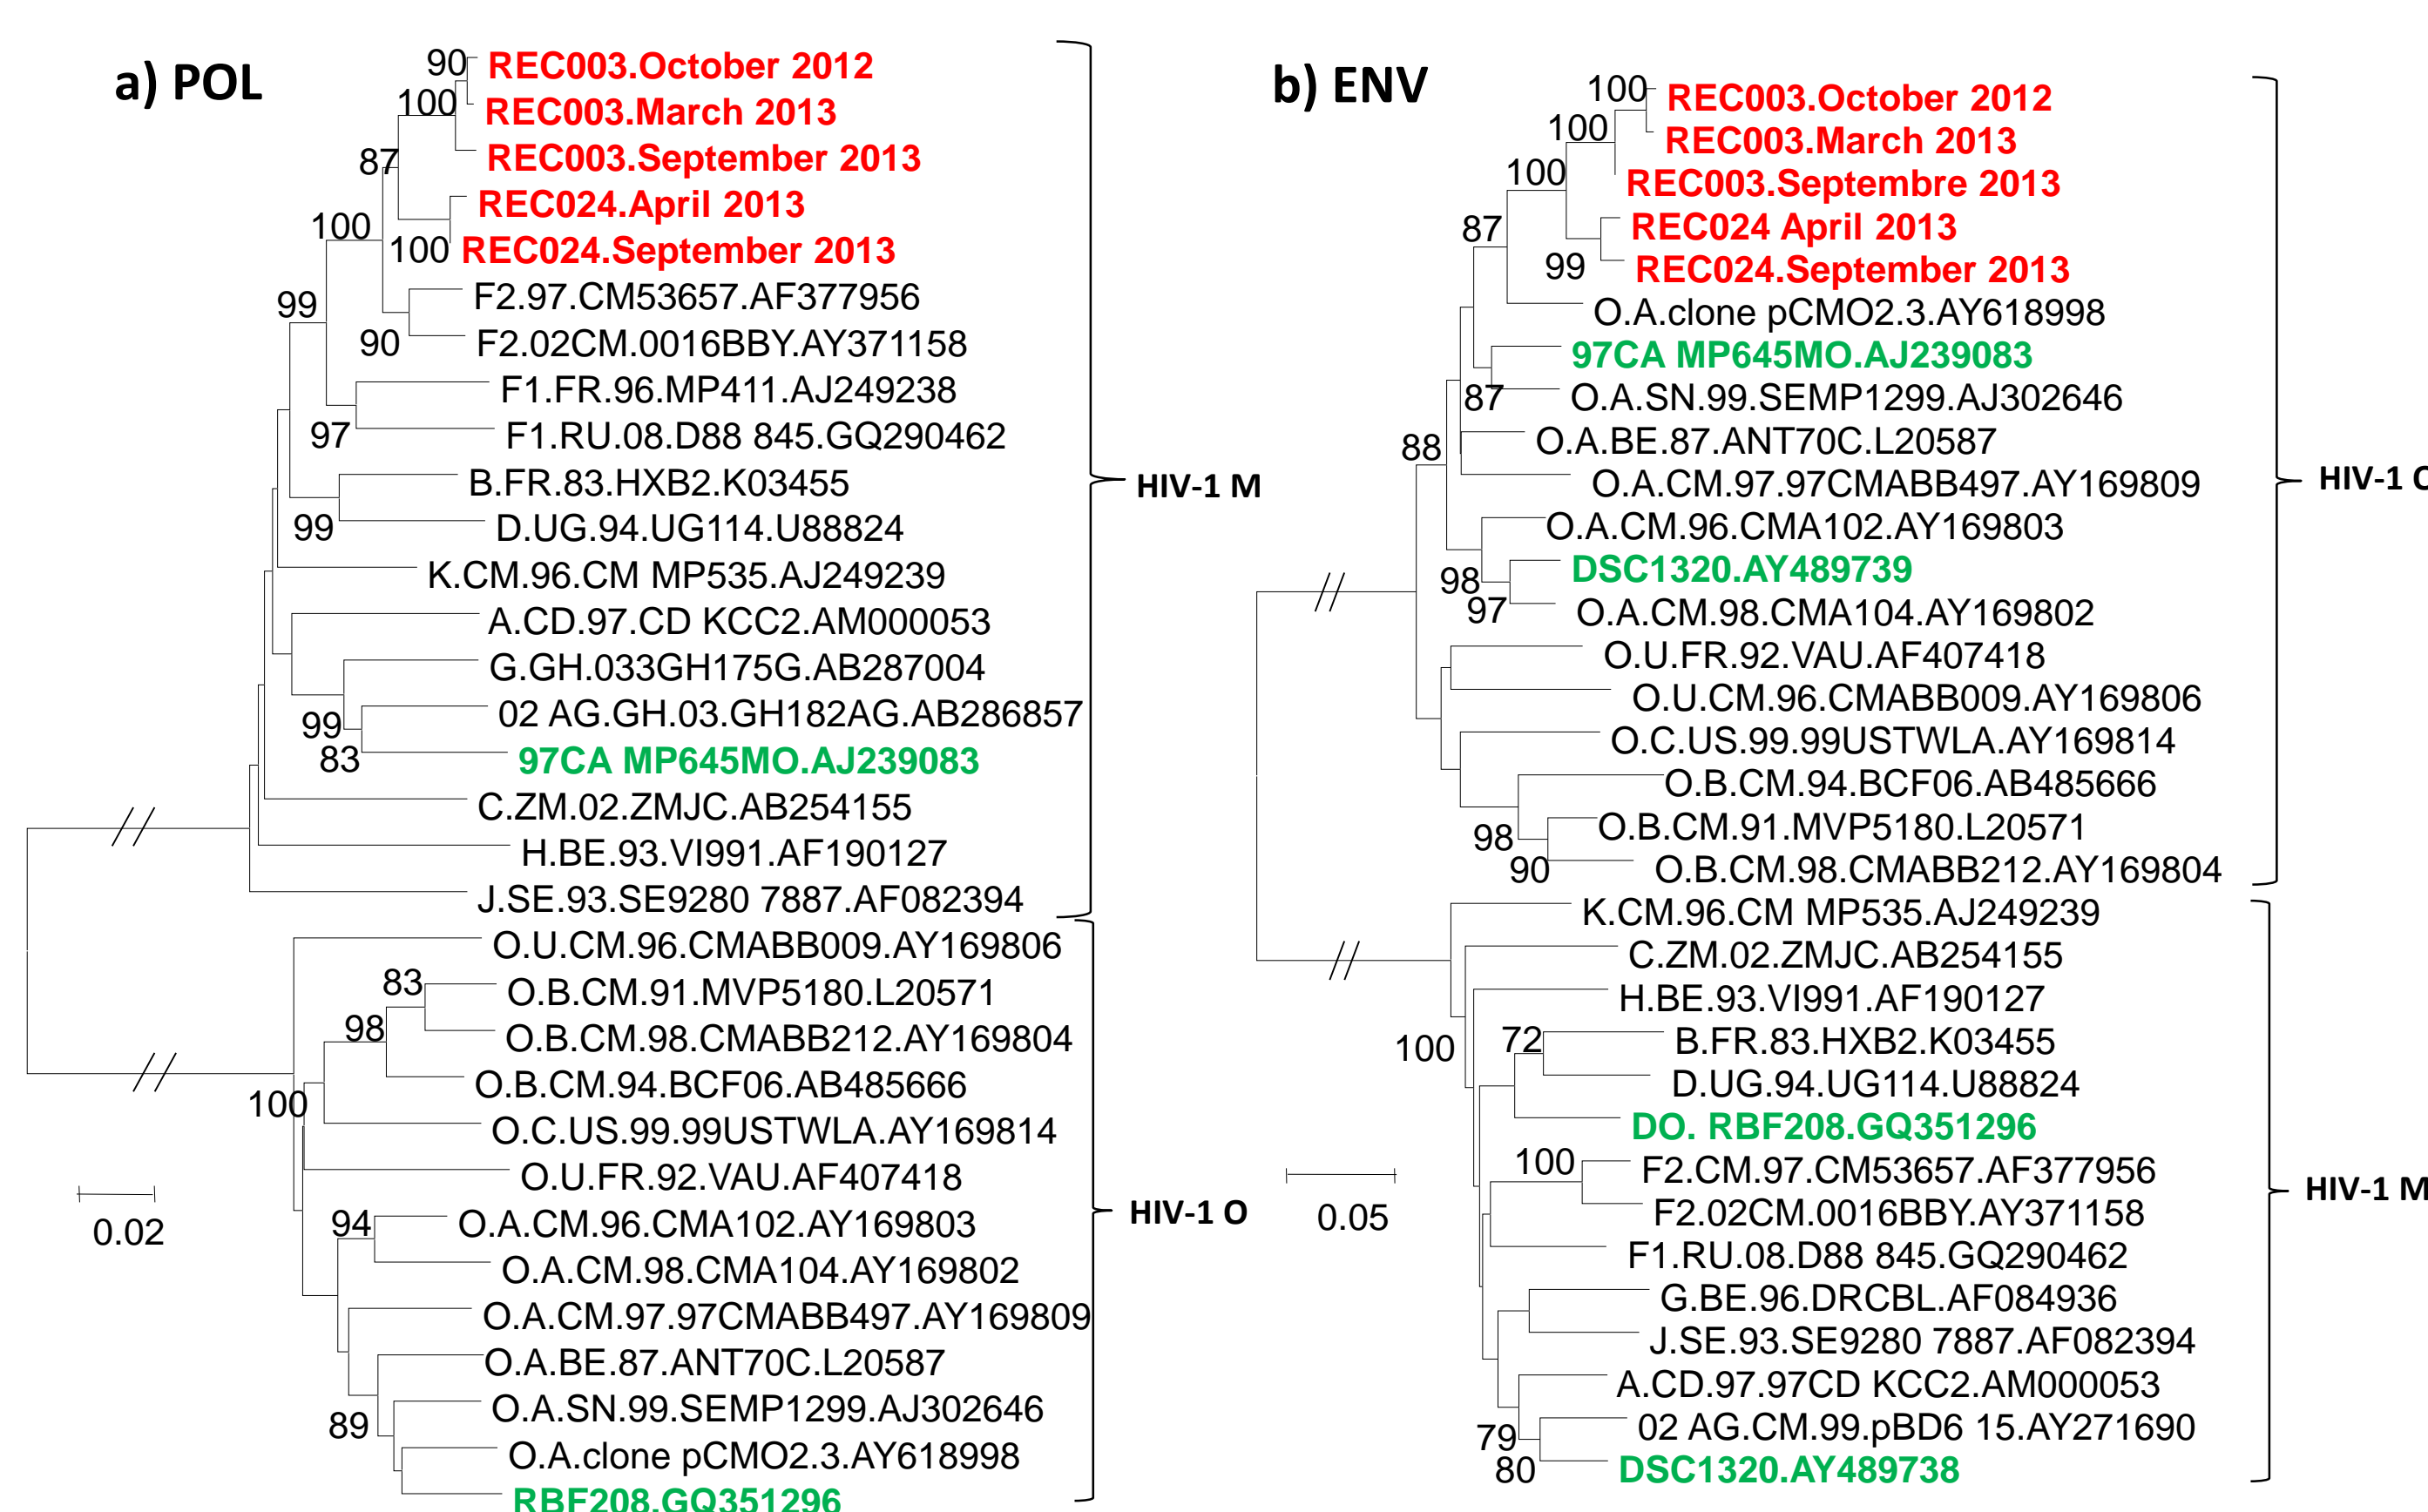 a) POL
90
REC003.October 2012
100
REC003.March 2013
87
REC003.September 2013
REC024.April 2013
100
100
REC024.September 2013
99
F2.97.CM53657.AF377956
90
F2.02CM.0016BBY.AY371158
F1.FR.96.MP411.AJ249238
97
F1.RU.08.D88 845.GQ290462
B.FR.83.HXB2.K03455
HIV-1 M
99
D.UG.94.UG114.U88824
K.CM.96.CM MP535.AJ249239
A.CD.97.CD KCC2.AM000053
G.GH.033GH175G.AB287004
02 AG.GH.03.GH182AG.AB286857
99
83
97CA MP645MO.AJ239083
C.ZM.02.ZMJC.AB254155
H.BE.93.VI991.AF190127
J.SE.93.SE9280 7887.AF082394
O.U.CM.96.CMABB009.AY169806
83
O.B.CM.91.MVP5180.L20571
98
O.B.CM.98.CMABB212.AY169804
O.B.CM.94.BCF06.AB485666
100
O.C.US.99.99USTWLA.AY169814
O.U.FR.92.VAU.AF407418
0.02
94
O.A.CM.96.CMA102.AY169803
HIV-1 O
O.A.CM.98.CMA104.AY169802
O.A.CM.97.97CMABB497.AY169809
O.A.BE.87.ANT70C.L20587
89
O.A.SN.99.SEMP1299.AJ302646
O.A.clone pCMO2.3.AY618998
RBF208.GQ351296
b) ENV
100
REC003.October 2012
100
REC003.March 2013
100
REC003.Septembre 2013
87
REC024 April 2013
99
REC024.September 2013
O.A.clone pCMO2.3.AY618998
97CA MP645MO.AJ239083
87
O.A.SN.99.SEMP1299.AJ302646
88
O.A.BE.87.ANT70C.L20587
O.A.CM.97.97CMABB497.AY169809
HIV-1 O
O.A.CM.96.CMA102.AY169803
98
DSC1320.AY489739
97
O.A.CM.98.CMA104.AY169802
O.U.FR.92.VAU.AF407418
O.U.CM.96.CMABB009.AY169806
O.C.US.99.99USTWLA.AY169814
O.B.CM.94.BCF06.AB485666
98
O.B.CM.91.MVP5180.L20571
90
O.B.CM.98.CMABB212.AY169804
K.CM.96.CM MP535.AJ249239
C.ZM.02.ZMJC.AB254155
H.BE.93.VI991.AF190127
100
72
B.FR.83.HXB2.K03455
D.UG.94.UG114.U88824
DO. RBF208.GQ351296
100
F2.CM.97.CM53657.AF377956
0.05
F2.02CM.0016BBY.AY371158
HIV-1 M
F1.RU.08.D88 845.GQ290462
G.BE.96.DRCBL.AF084936
J.SE.93.SE9280 7887.AF082394
A.CD.97.97CD KCC2.AM000053
79
02 AG.CM.99.pBD6 15.AY271690
80
DSC1320.AY489738